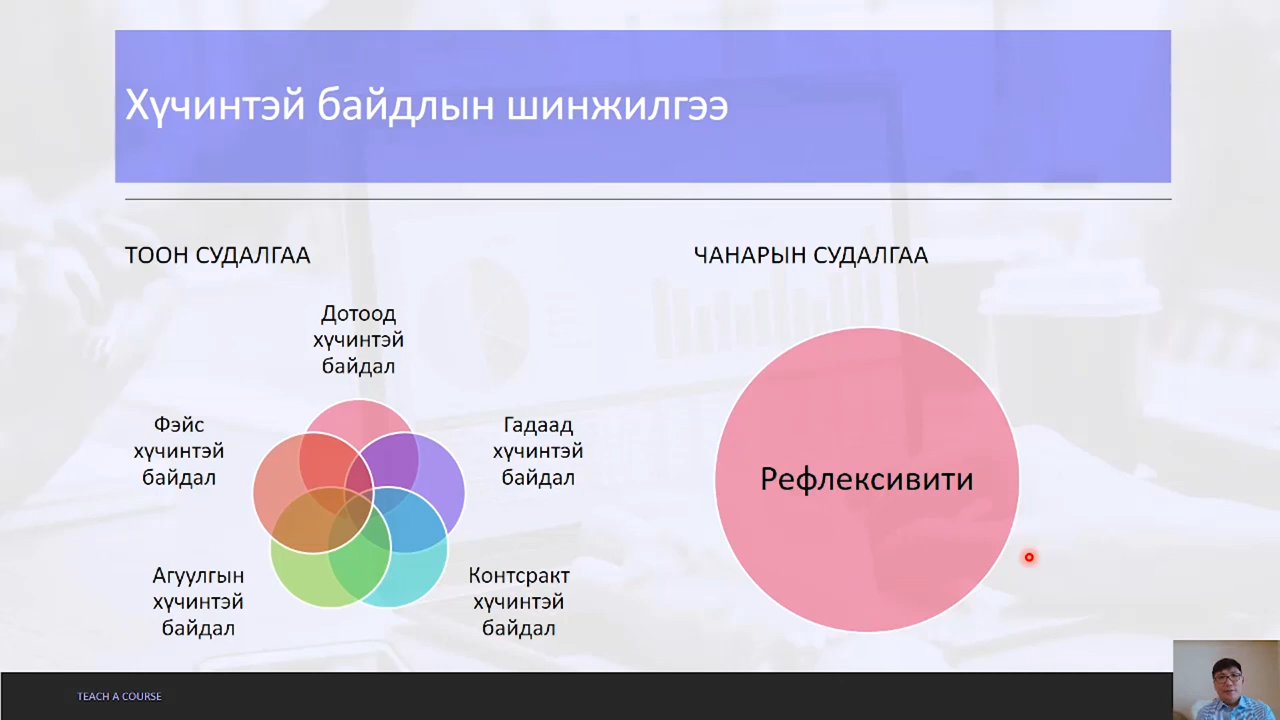 Хүчинтэй байдлын шинжилгээ
ТООН СУДАЛГАА
Дотоод
хүчинтэй
байдал
Фэйс
хүчинтэй
байдал
Гадаад
хүчинтэй
байдал
Агуулгын
хүчинтэй
байдал
Контсракт
хүчинтэй
байдал
ЧАНАРЫН СУДАЛГАА
Рефлексивити
TEACH A COURSE